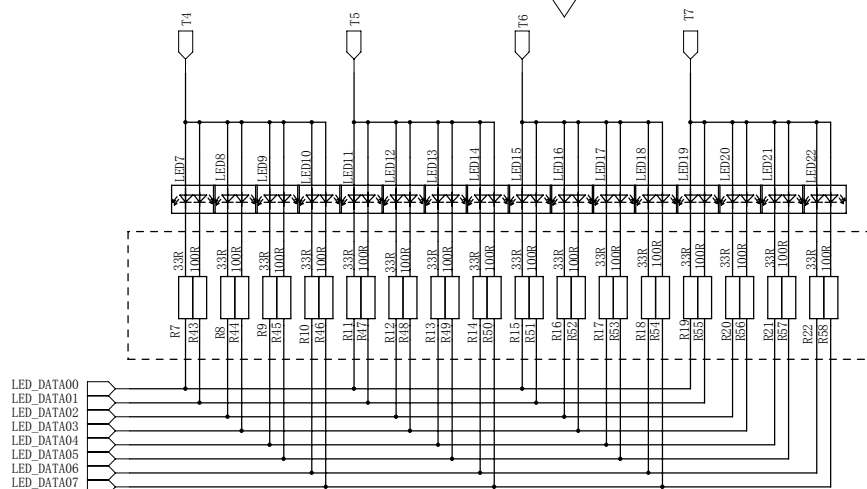 T4
T5
T6
T7
LED7
LED8
LED9
LED10
LED11
LED12
LED13
LED14
LED15
LED16
LED17
LED18
LED19
LED20
LED21
LED22
33R
100R
33R
100R
33R
100R
33R
100R
33R
100R
33R
100R
33R
100R
33R
100R
33R
100R
33R
100R
33R
100R
33R
100R
33R
100R
33R
100R
33R
100R
33R
100R
R7
R43
R8
R44
R9
R45
R10
R46
R11
R47
R12
R48
R13
R49
R14
R50
R15
R51
R16
R52
R17
R53
R18
R54
R19
R55
R20
R56
R21
R57
R22
R58
LED_DATA00
LED_DATA01
LED_DATA02
LED_DATA03
LED_DATA04
LED_DATA05
LED_DATA06
LED_DATA07